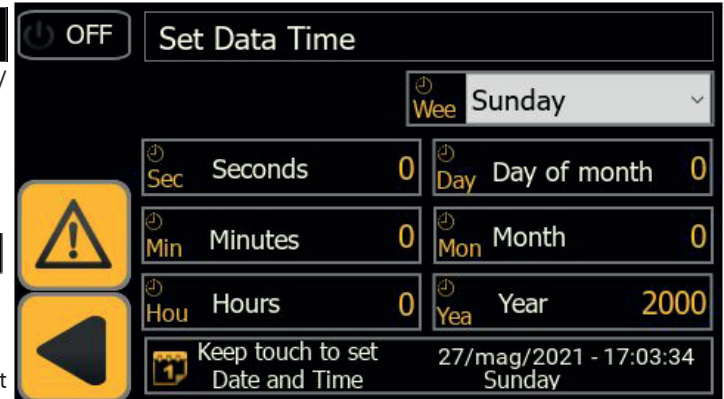 OFF
Set Data Time
Wee Sunday
Sec Seconds 0
Day Day of month 0
Min Minutes 0
Mon Month 0
Hou Hours 0
Yea Year 2000
1
Keep touch to set
Date and Time
27/mag/2021 - 17:03:34
Sunday
/
t